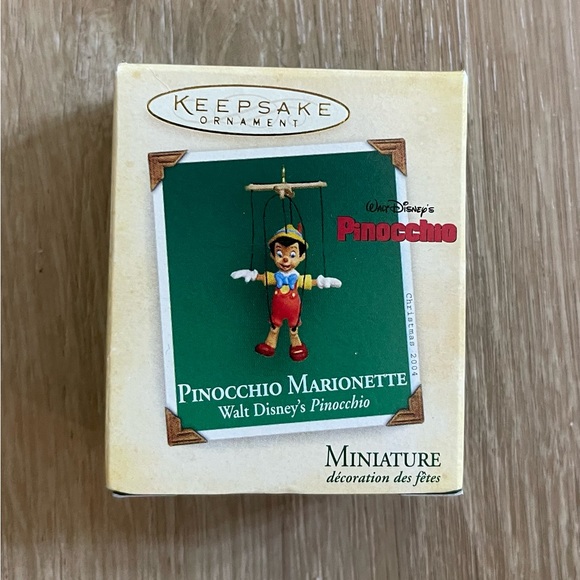 KEEPSAKE
ORNAMENT
Walt Disney's
Pinocchio
Christmas 2004
PINOCCHIO MARIONETTE
Walt Disney's Pinocchio
MINIATURE
décoration des fêtes